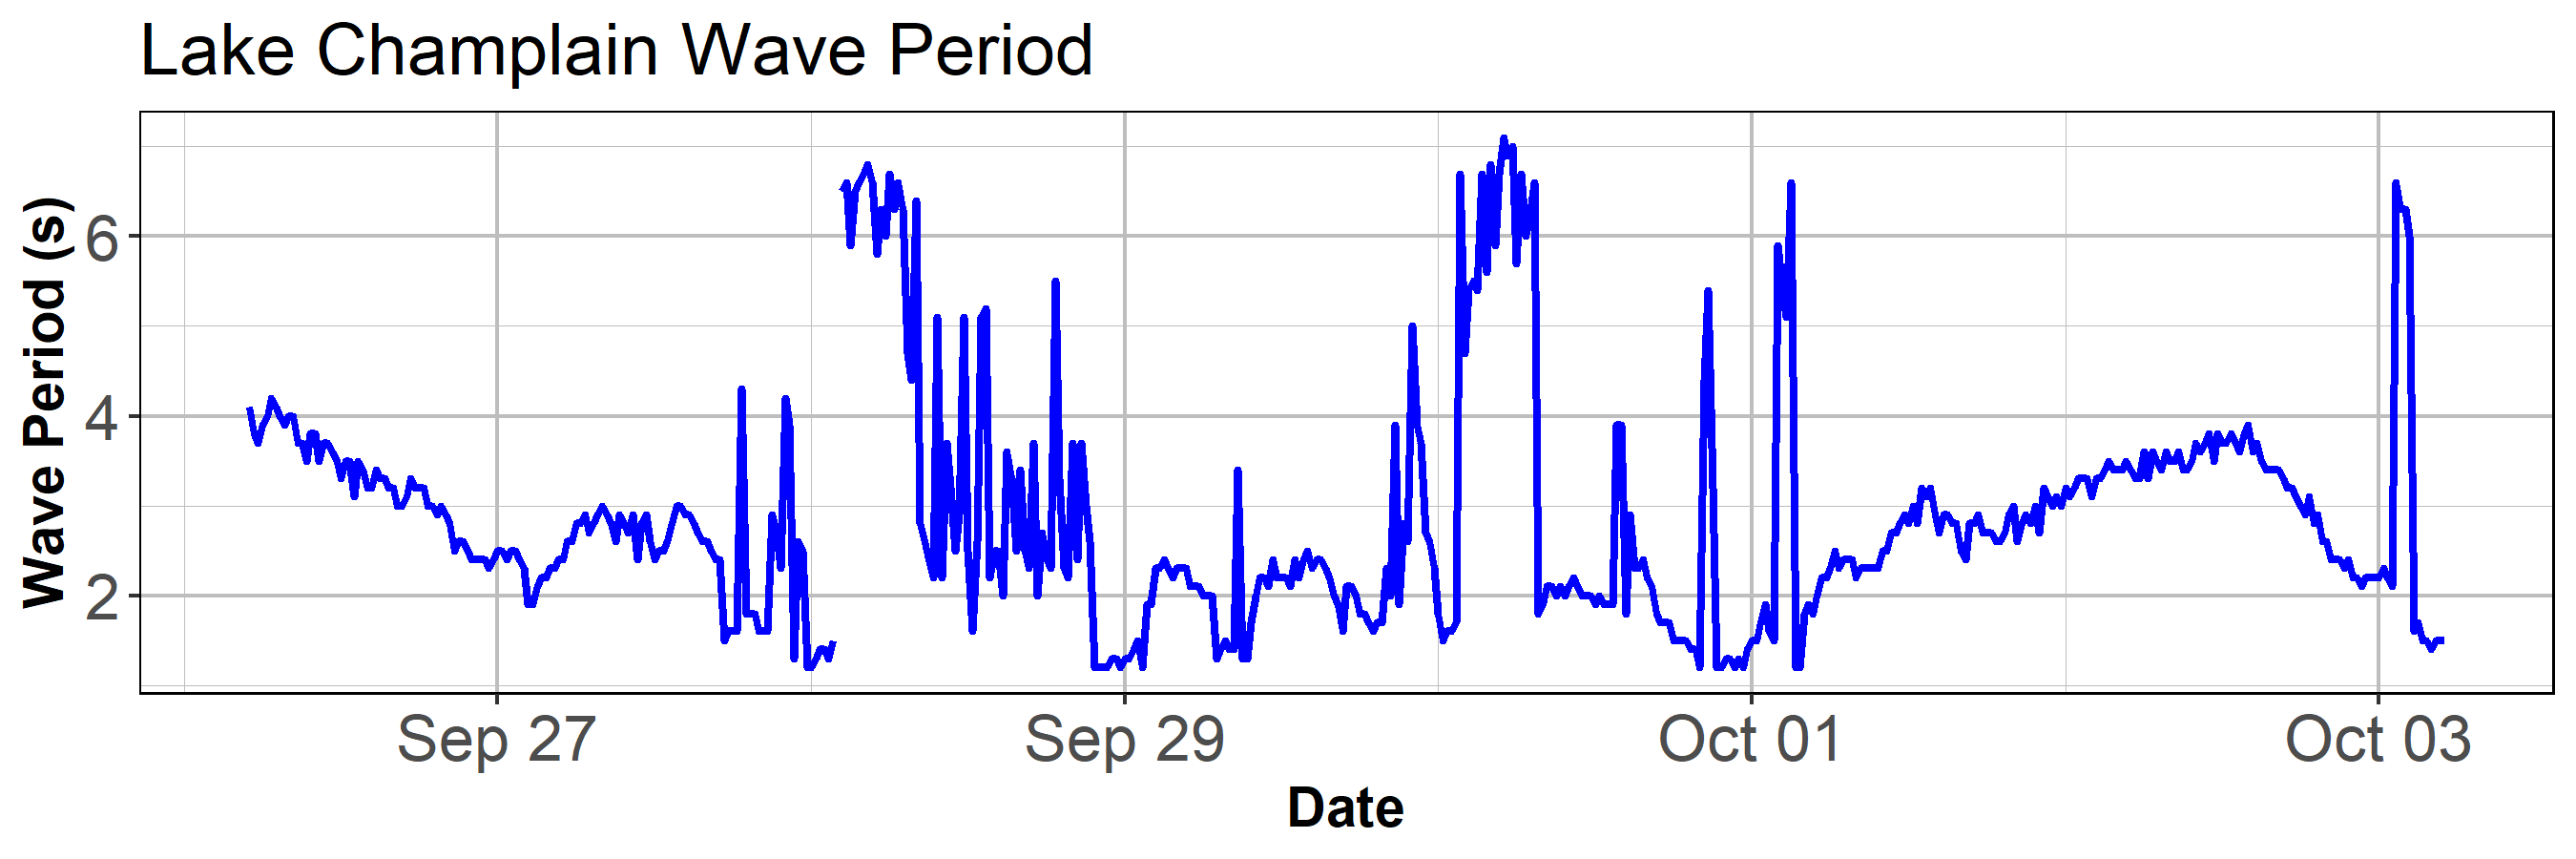 Lake Champlain Wave Period
Wave Period (s)
6
4
2
Sep 27 Sep 29 Oct 01 Oct 03
Date